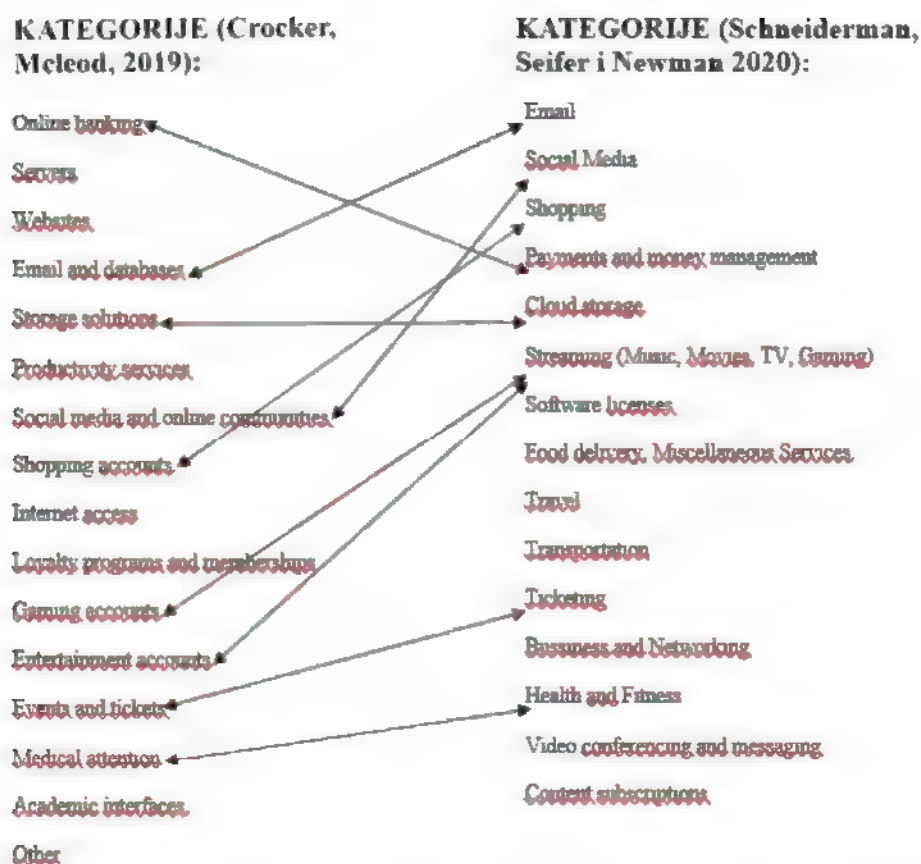 KATEGORIJE (Crocker,
Mcleod, 2019):
Online banking
Servers
Websites
Email and databases
Storage solutions
Productivity services
Social media and online communities
Shopping accounts
Internet access
Loyalty programs and memberships
Gaming accounts
Entertainment accounts
Events and tickets
Medical attention
Academic interfaces
Other
KATEGORIJE (Schneiderman,
Seifer i Newman 2020):
Email
Social Media
Shopping
Payments and money management
Cloud storage
Streaming (Music, Movies, TV, Gaming)
Software licenses
Food delivery, Miscellaneous Services
Travel
Transportation
Ticketing
Bussiness and Networking
Health and Fitness
Video conferencing and messaging
Content subscriptions